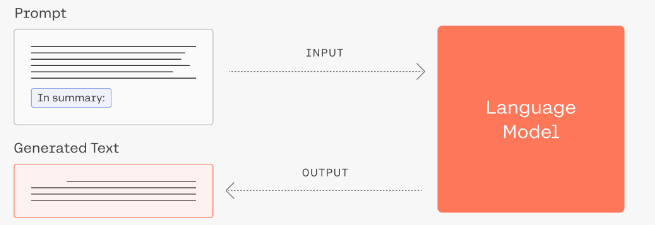 Prompt
In summary:
INPUT
Language
Model
Generated Text
OUTPUT